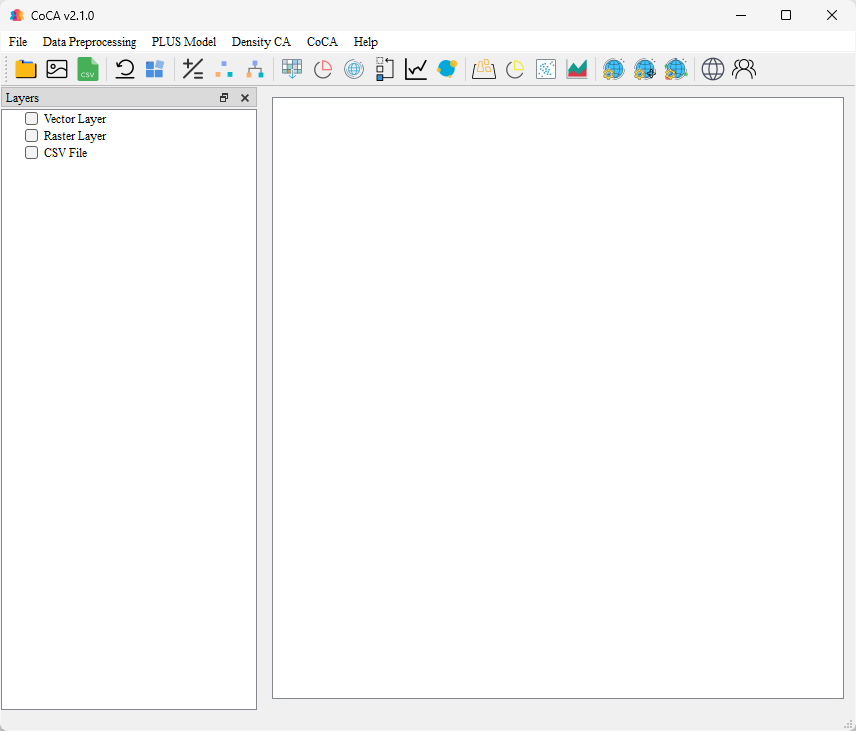 CoCA v2.1.0
File Data Preprocessing PLUS Model Density CA CoCA Help
CSV
Layers
Vector Layer
Raster Layer
CSV File